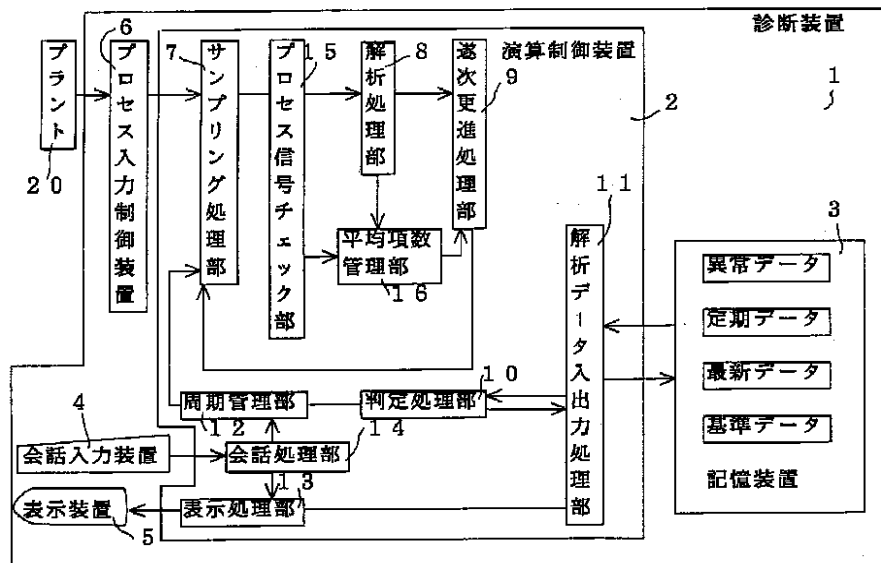 診断装置
1
プラント
20
6
プロセス入力制御装置
7
サンプリング処理部
プロセス信号チェック部
15
解析処理部
8
逐次更進処理部
9
演算制御装置
2
平均項数
管理部
16
解析データ入出力処理部
11
3
異常データ
定期データ
最新データ
基準データ
記憶装置
周期管理部
12
判定処理部
10
4
会話入力装置
会話処理部
14
表示装置
5
表示処理部
13